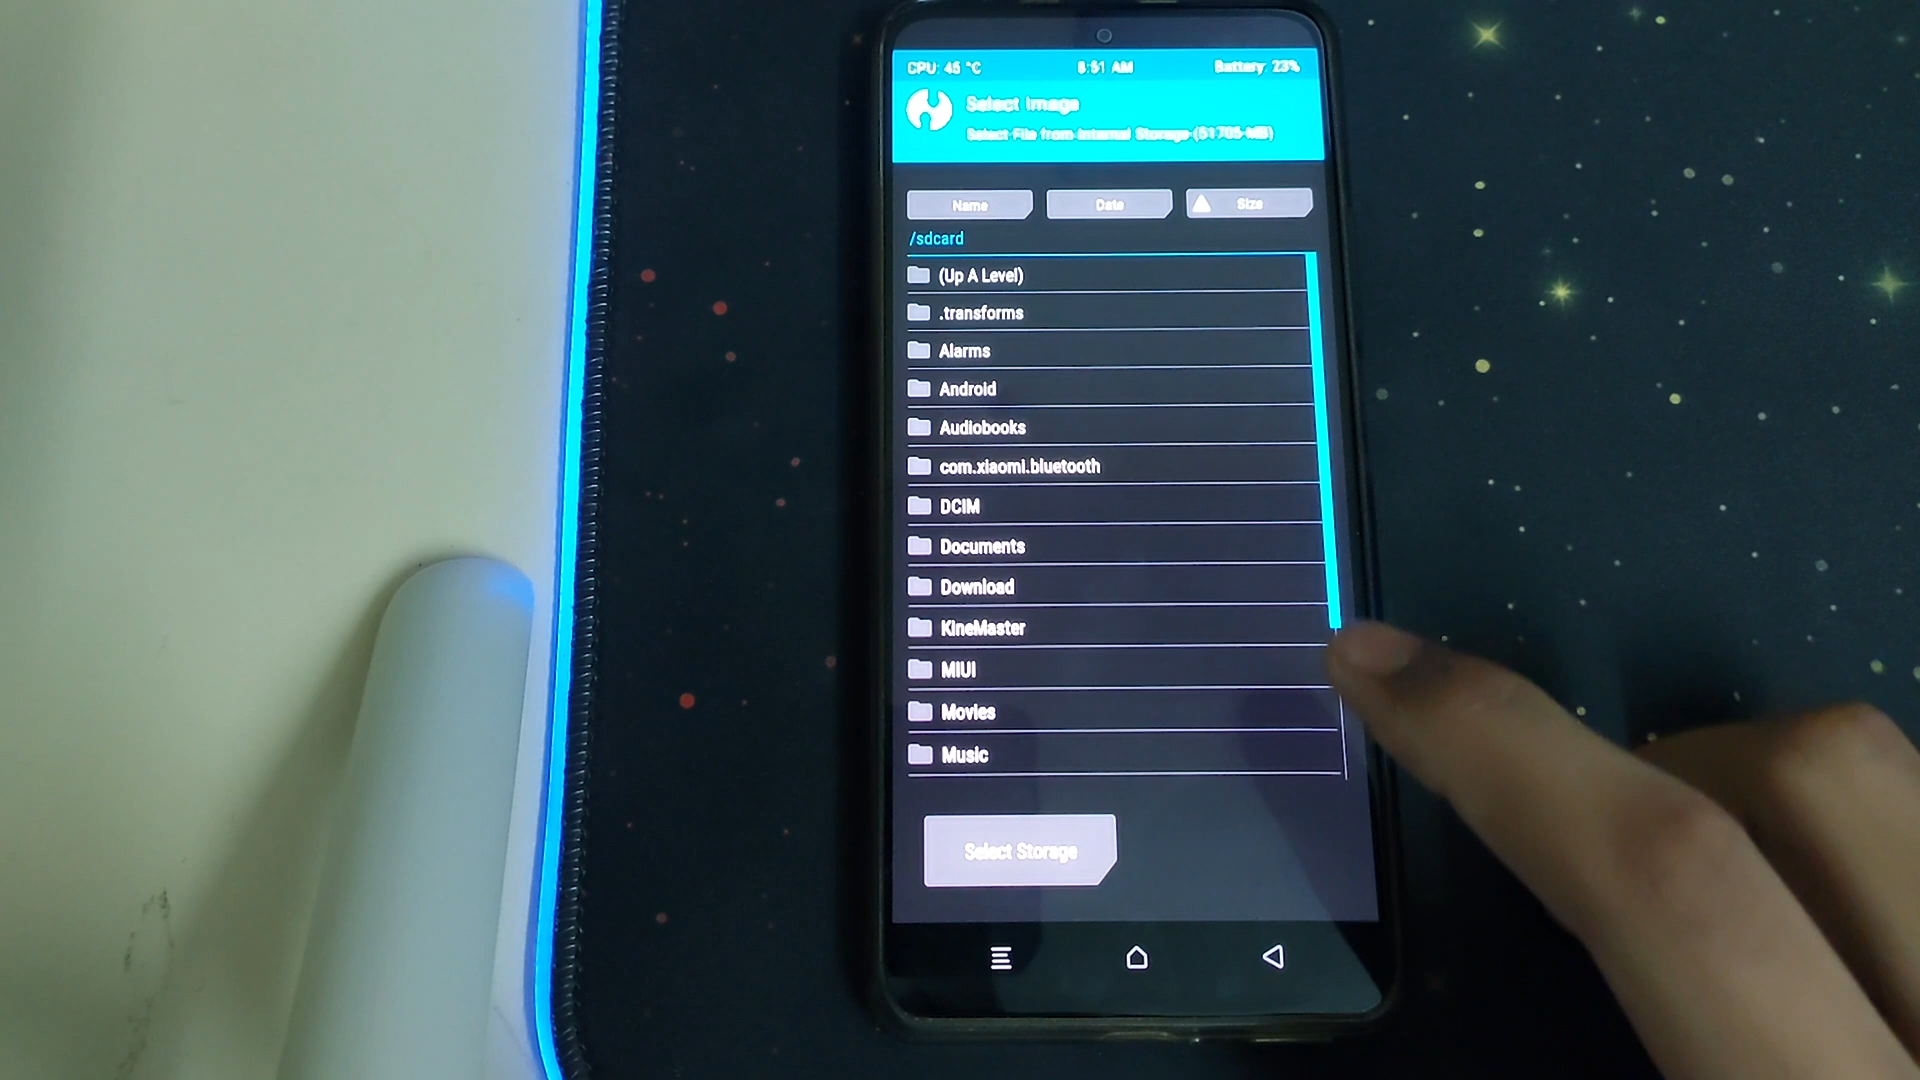 CPU: 45 °C 8:51 AM Battery: 23%
Select Image
Select File from Internal Storage (51705 MB)
Name Date Size
/sdcard
(Up A Level)
.transforms
Alarms
Android
Audiobooks
com.xiaomi.bluetooth
DCIM
Documents
Download
KineMaster
MIUI
Movies
Music
Select Storage